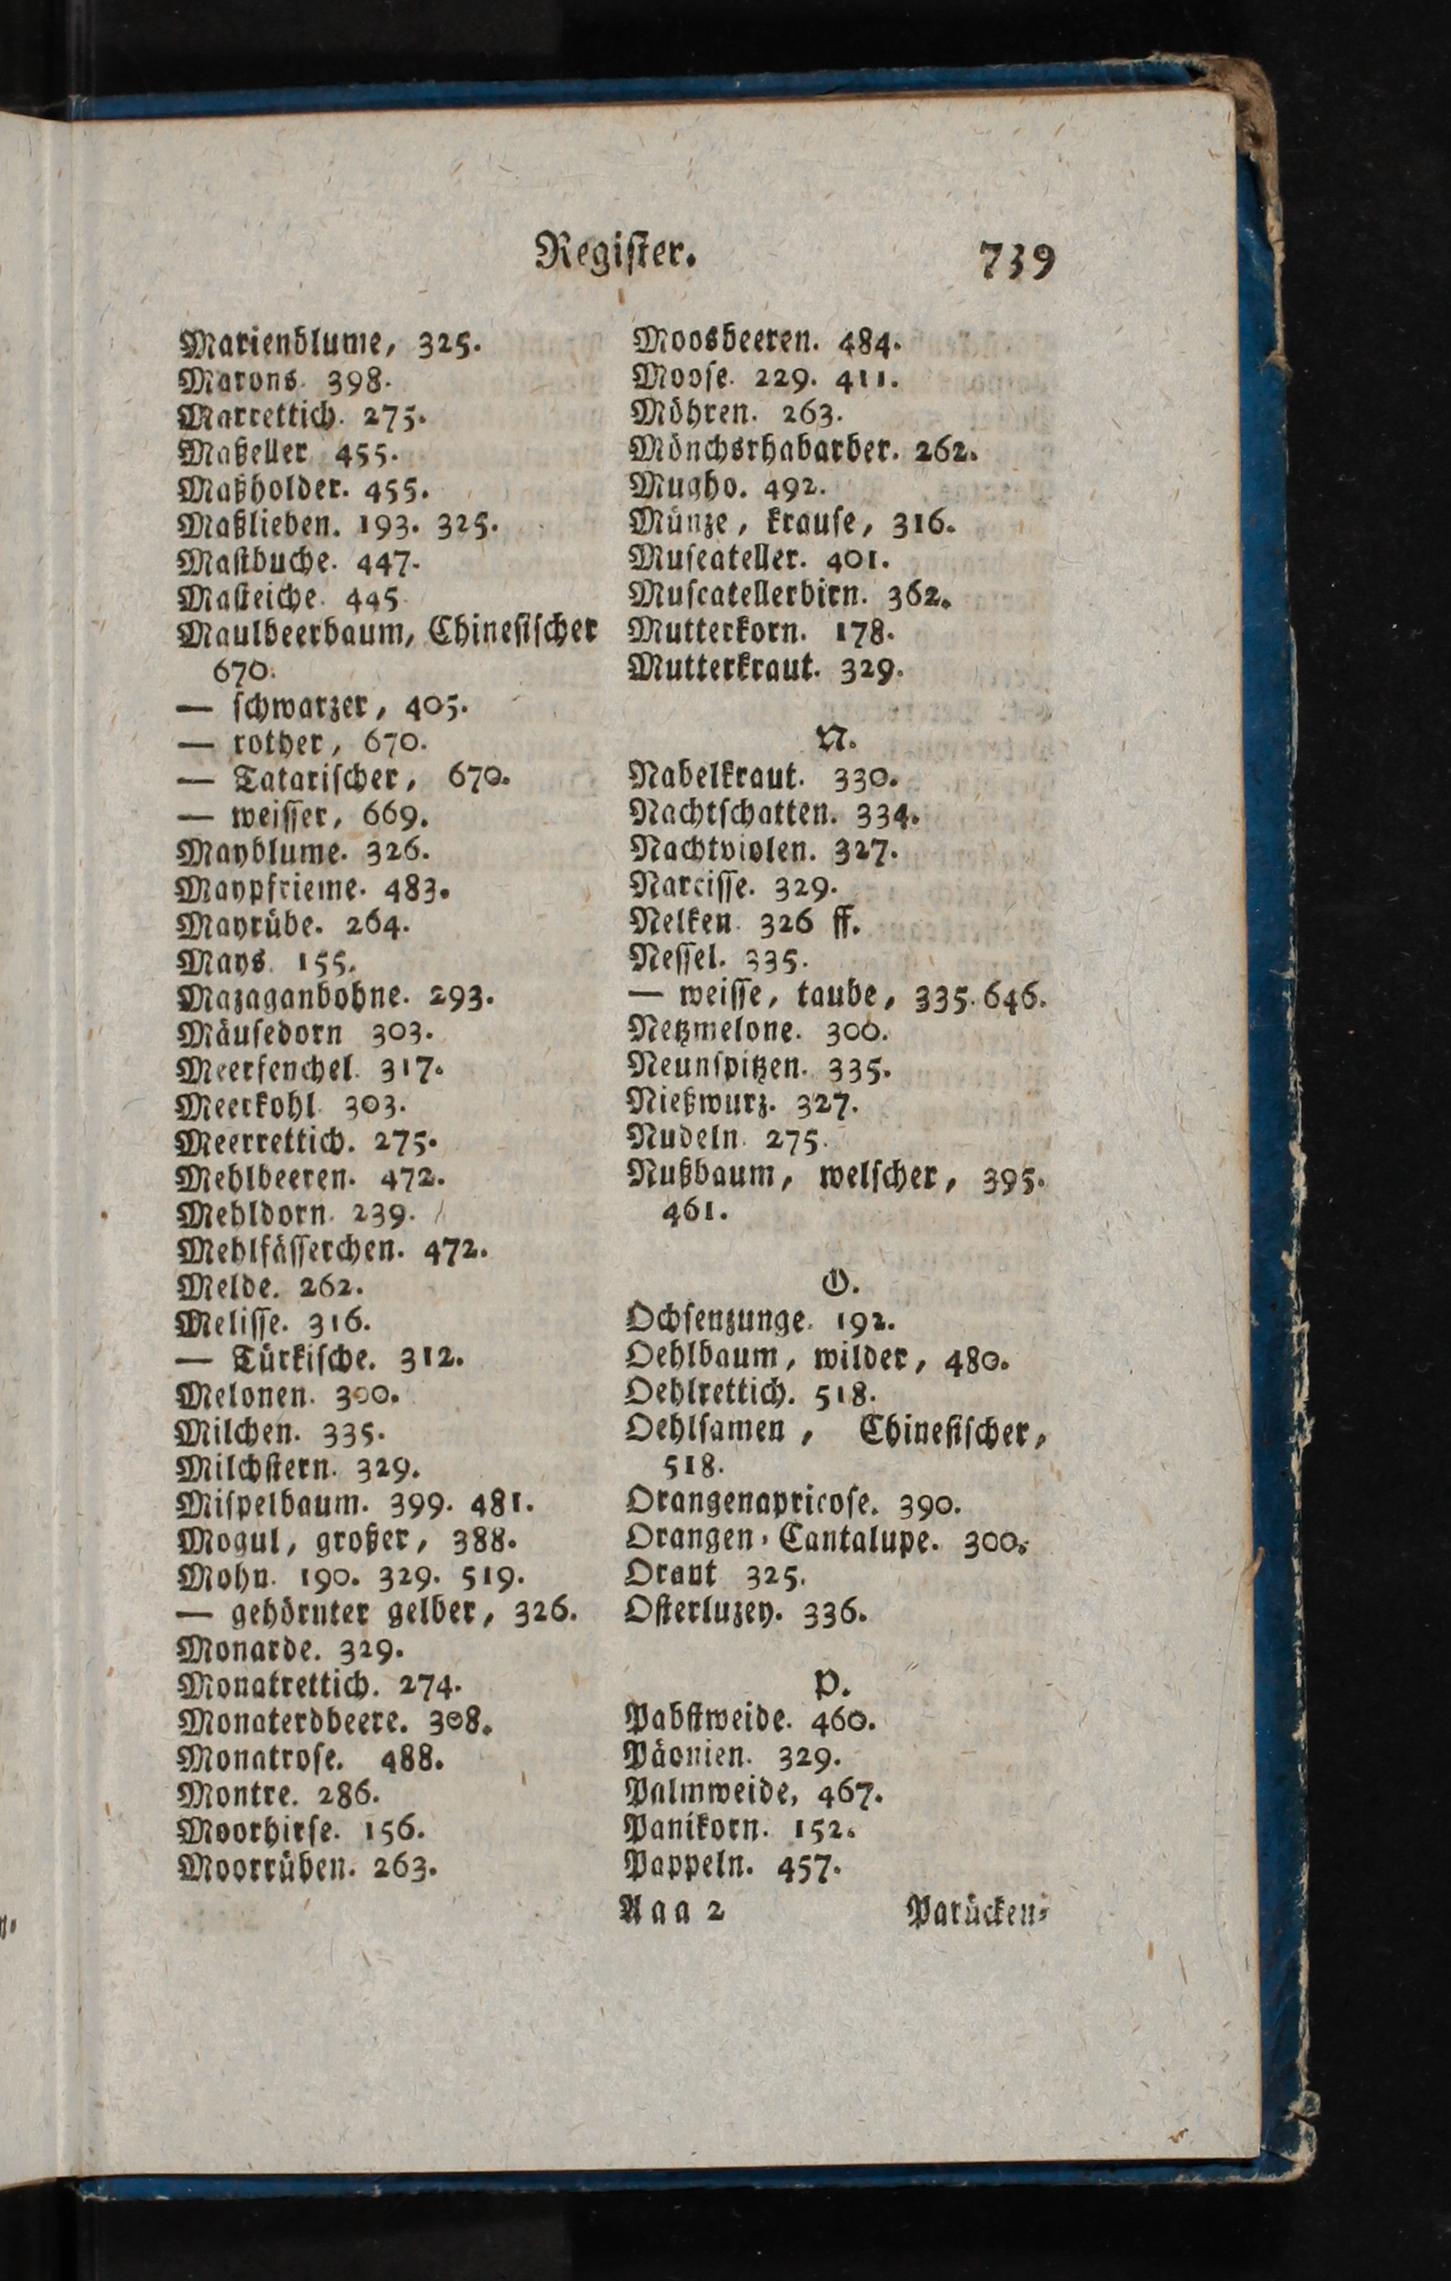 Regiſter. 739
Marienblume, 325.
Marons. 398.
Marrettich. 275.
Maßeller 455.
Maßholder. 455.
Maßlieben. 193. 325.
Maſtbuche. 447.
Maſteiche. 445
Maulbeerbaum, Chineſiſcher
670.
— ſchwarzer, 405.
— rother, 670.
— Tatariſcher, 670.
— weiſſer, 669.
Mayblume. 326.
Maypfrieme. 483.
Mayrübe. 264.
Mays. 155.
Mazaganbohne. 293.
Mäuſedorn 303.
Meerfenchel. 317.
Meerkohl. 303.
Meerrettich. 275.
Mehlbeeren. 472.
Mehldorn. 239.
Mehlfäſſerchen. 472.
Melde. 262.
Meliſſe. 316.
— Türkiſche. 312.
Melonen. 300.
Milchen. 335.
Milchſtern. 329.
Miſpelbaum. 399. 481.
Mogul, großer, 388.
Mohn. 190. 329. 519.
— gehörnter gelber, 326.
Monarde. 329.
Monatrettich. 274.
Monaterdbeere. 308.
Monatroſe. 488.
Montre. 286.
Moorhirſe. 156.
Moorrüben. 263.
Moosbeeren. 484.
Mooſe. 229. 411.
Möhren. 263.
Mönchsrhabarber. 262.
Mugho. 492.
Münze, krauſe, 316.
Muſcateller. 401.
Muſcatellerbirn. 362.
Mutterkorn. 178.
Mutterkraut. 329.
N.
Nabelkraut. 330.
Nachtſchatten. 334.
Nachtviolen. 327.
Narciſſe. 329.
Nelken. 326 ff.
Neſſel. 335.
— weiſſe, taube, 335. 646.
Netzmelone. 300.
Neunſpitzen. 335.
Nießwurz. 327.
Nudeln. 275.
Nußbaum, welſcher, 395.
461.
O.
Ochſenzunge. 192.
Oehlbaum, wilder, 480.
Oehlrettich. 518.
Oehlſamen, Chineſiſcher,
518.
Orangenapricoſe. 390.
Orangen-Cantalupe. 300.
Orant 325.
Oſterluzey. 336.
P.
Pabſtweide. 460.
Päonien. 329.
Palmweide, 467.
Panikorn. 152.
Pappeln. 457.
Aaa 2 Parücken-